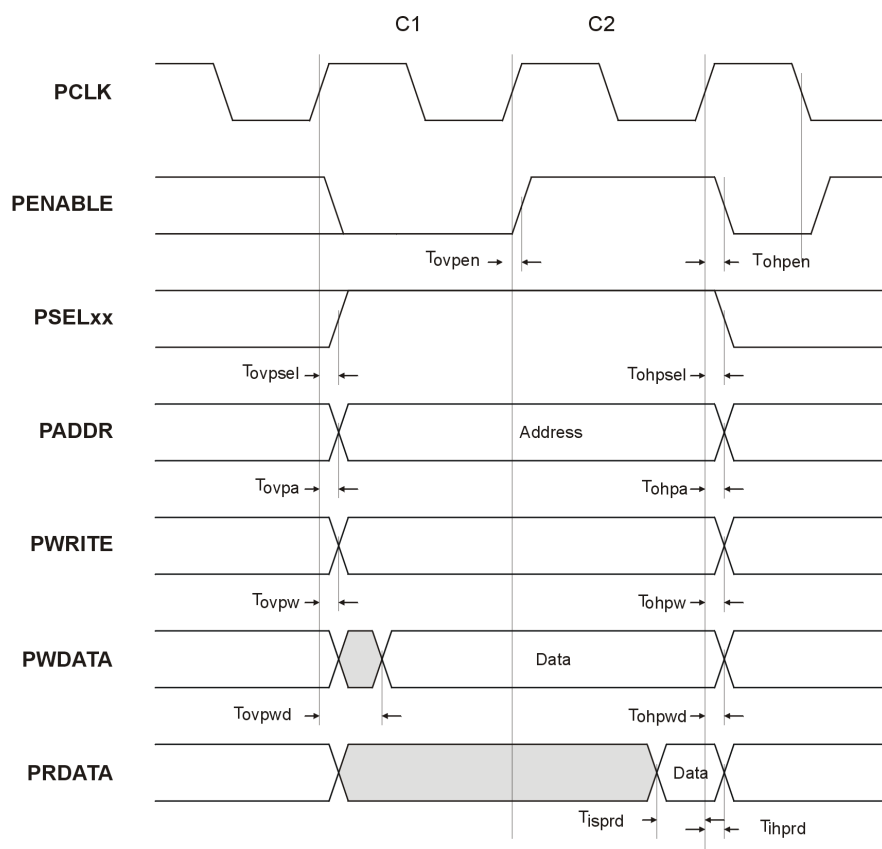 C1 C2
PCLK
PENABLE
Tovpen Tohpen
PSELxx
Tovpsel Tohpsel
PADDR Address
Tovpa Tohpa
PWRITE
Tovpw Tohpw
PWDATA Data
Tovpwd Tohpwd
PRDATA Data
Tisprd Tihprd